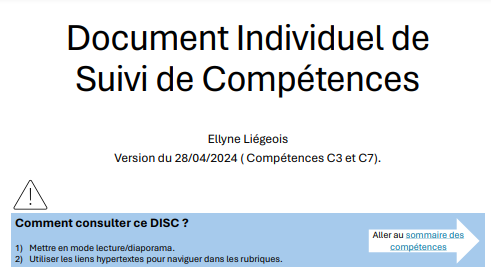 Document Individuel de
Suivi de Compétences
Ellyne Liégeois
Version du 28/04/2024 ( Compétences C3 et C7).
!
Comment consulter ce DISC ?
1) Mettre en mode lecture/diaporama.
2) Utiliser les liens hypertextes pour naviguer dans les rubriques.
Aller au sommaire des
compétences